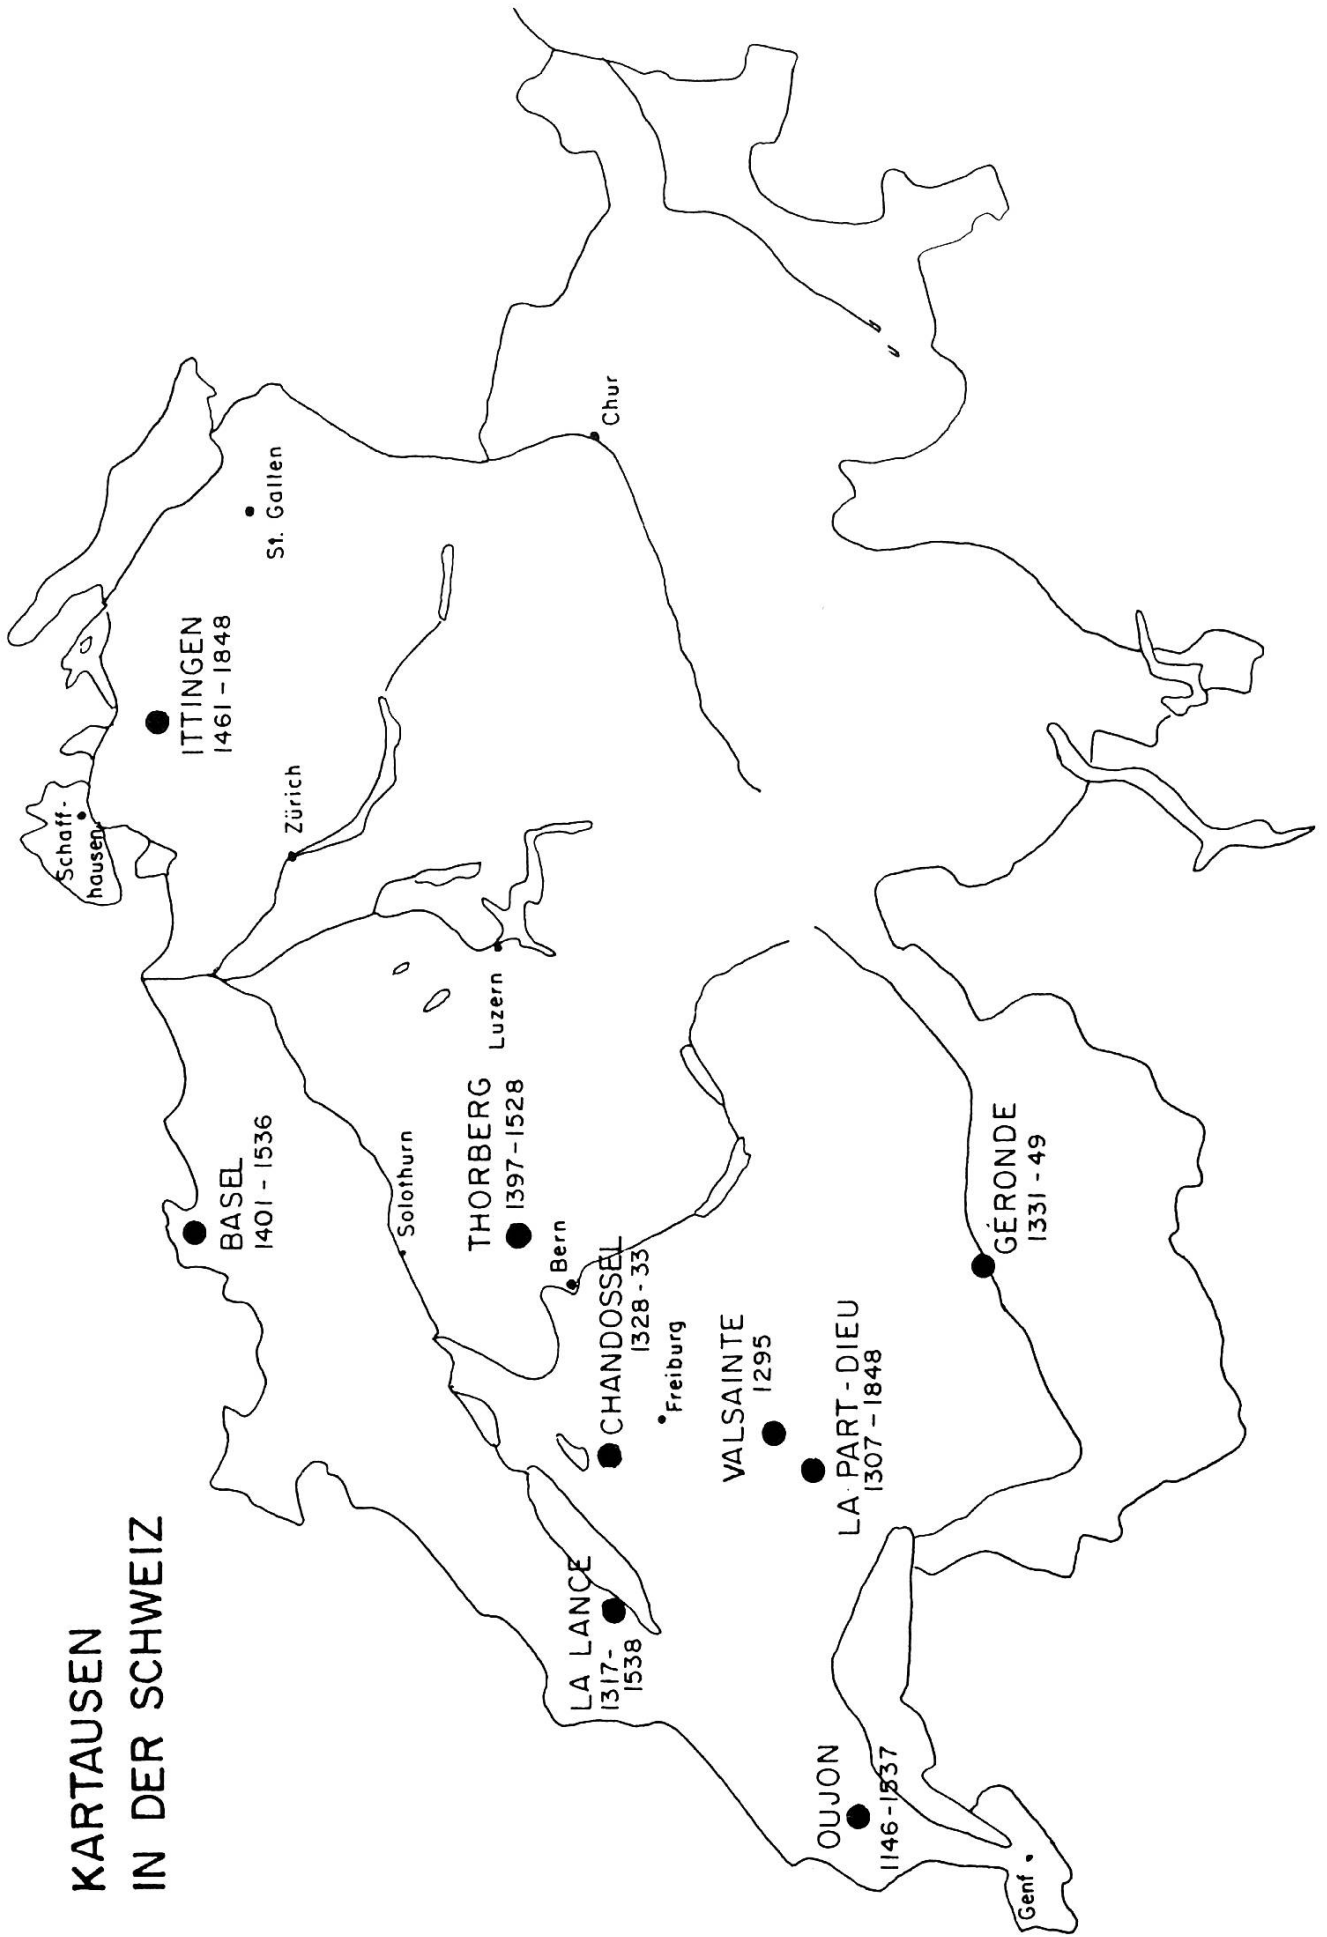 KARTAUSEN
IN DER SCHWEIZ
Schaff-
hausen
ITTINGEN
1461-1848
St. Gallen
Zürich
BASEL
1401-1536
Solothurn
Luzern
THORBERG
1397-1528
Chur
Bern
CHANDOSSEL
1328-33
Freiburg
LA LANCE
1317-
1538
VALSAINTE
1295
LA PART-DIEU
1307-1848
GÉRONDE
1331-49
OUJON
1146-1537
Genf